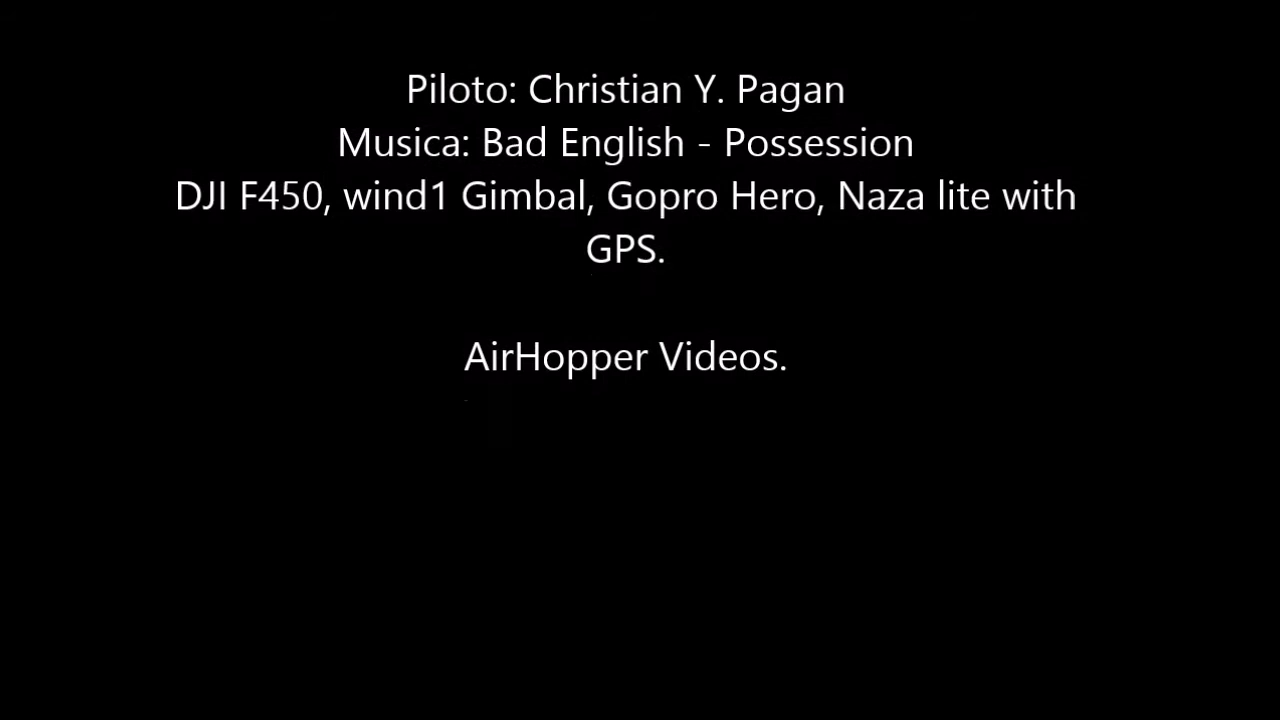 Piloto: Christian Y. Pagan
Musica: Bad English - Possession
DJI F450, wind1 Gimbal, Gopro Hero, Naza lite with
GPS.
AirHopper Videos.